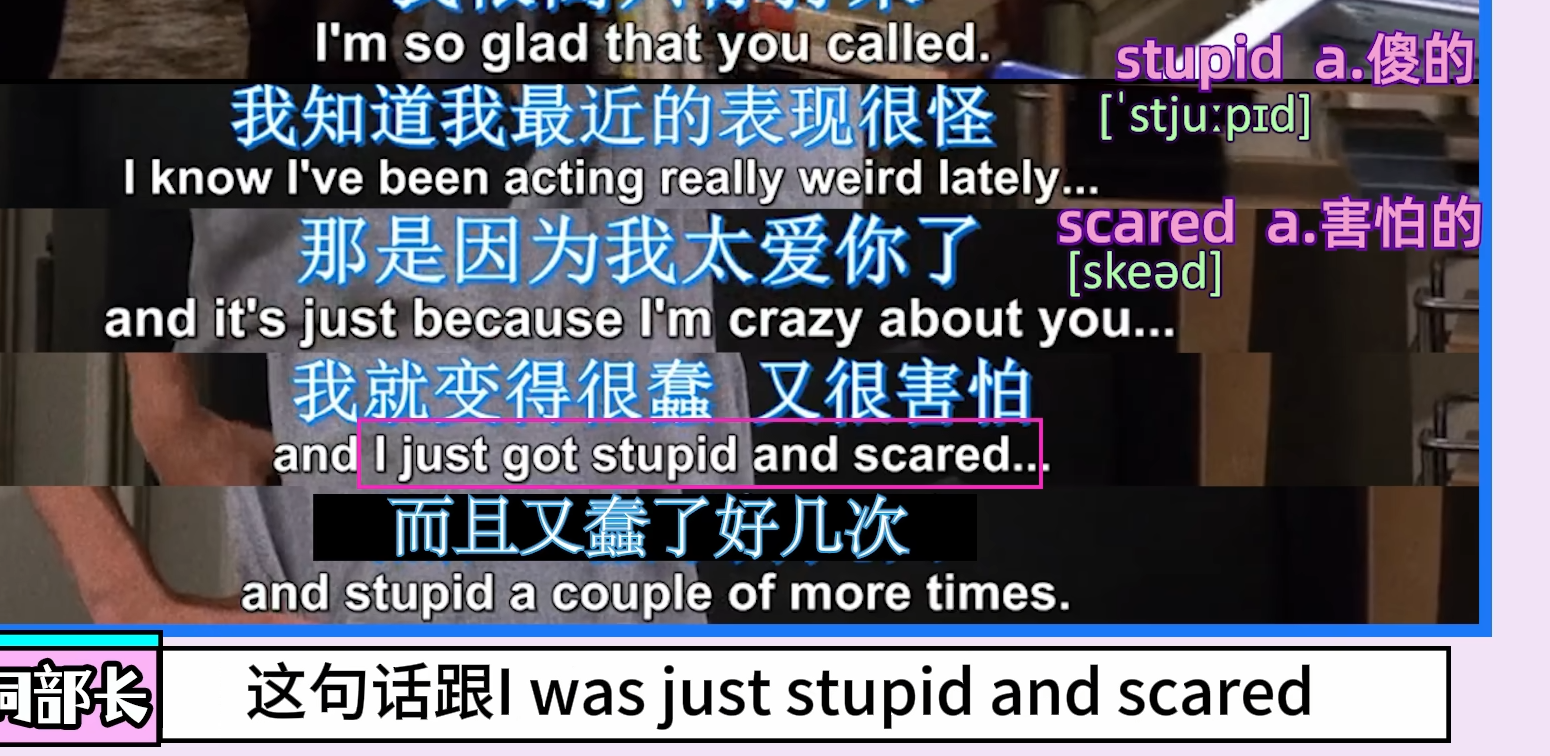 I'm so glad that you called.
stupid a.傻的
[ˈstjuːpɪd]
我知道我最近的表现很怪
I know I've been acting really weird lately...
scared a.害怕的
[skeəd]
那是因为我太爱你了
and it's just because I'm crazy about you...
我就变得很蠢 又很害怕
and I just got stupid and scared...
而且又蠢了好几次
and stupid a couple of more times.
部长
这句话跟I was just stupid and scared